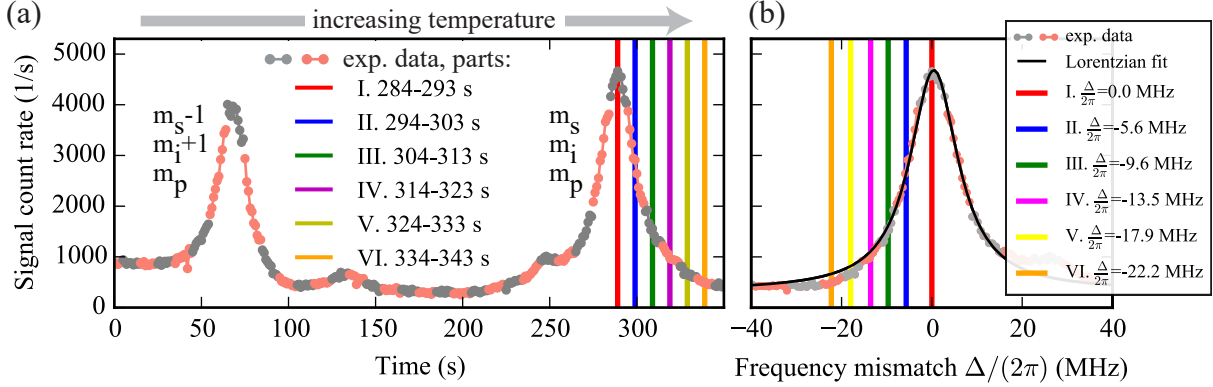 (a)
increasing temperature
(b)
Signal count rate (1/s)
5000
4000
3000
2000
1000
0
exp. data, parts:
I. 284-293 s
II. 294-303 s
III. 304-313 s
IV. 314-323 s
V. 324-333 s
VI. 334-343 s
mₛ-1
mᵢ+1
mₚ
mₛ
mᵢ
mₚ
0
50
100
150
200
250
300
Time (s)
exp. data
Lorentzian fit
I. Δ/2π=0.0 MHz
II. Δ/2π=-5.6 MHz
III. Δ/2π=-9.6 MHz
IV. Δ/2π=-13.5 MHz
V. Δ/2π=-17.9 MHz
VI. Δ/2π=-22.2 MHz
−40
−20
0
20
40
Frequency mismatch Δ/(2π) (MHz)